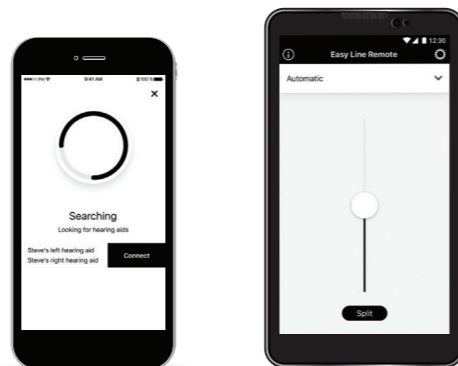 9:41 AM
100 %
Searching
Looking for hearing aids
Steve's left hearing aid
Steve's right hearing aid
Connect
12:30
Easy Line Remote
Automatic
Split